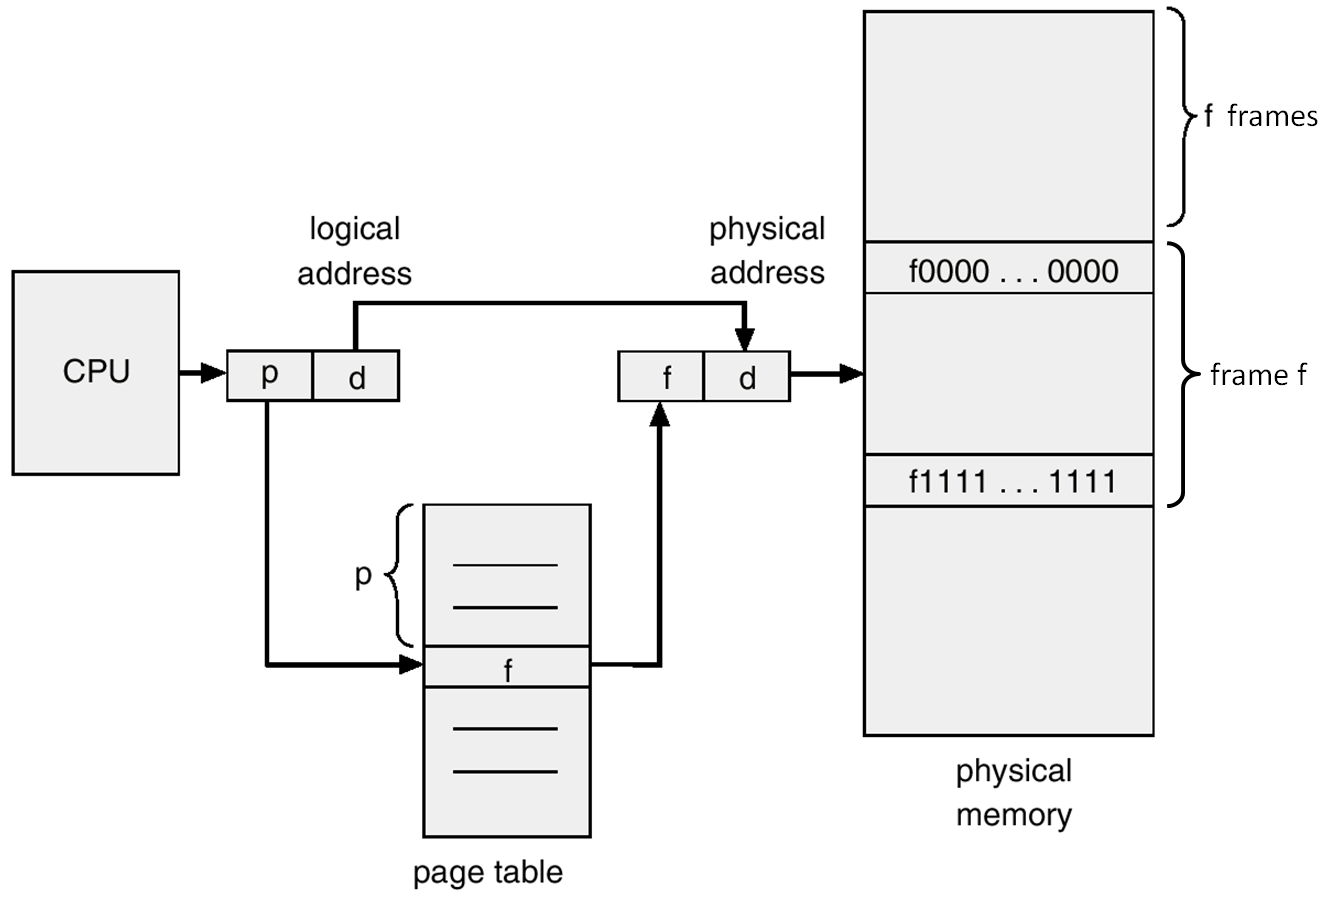 f frames
logical
address
physical
address
f0000 . . . 0000
CPU
p
d
f
d
frame f
f1111 . . . 1111
p
f
physical
memory
page table